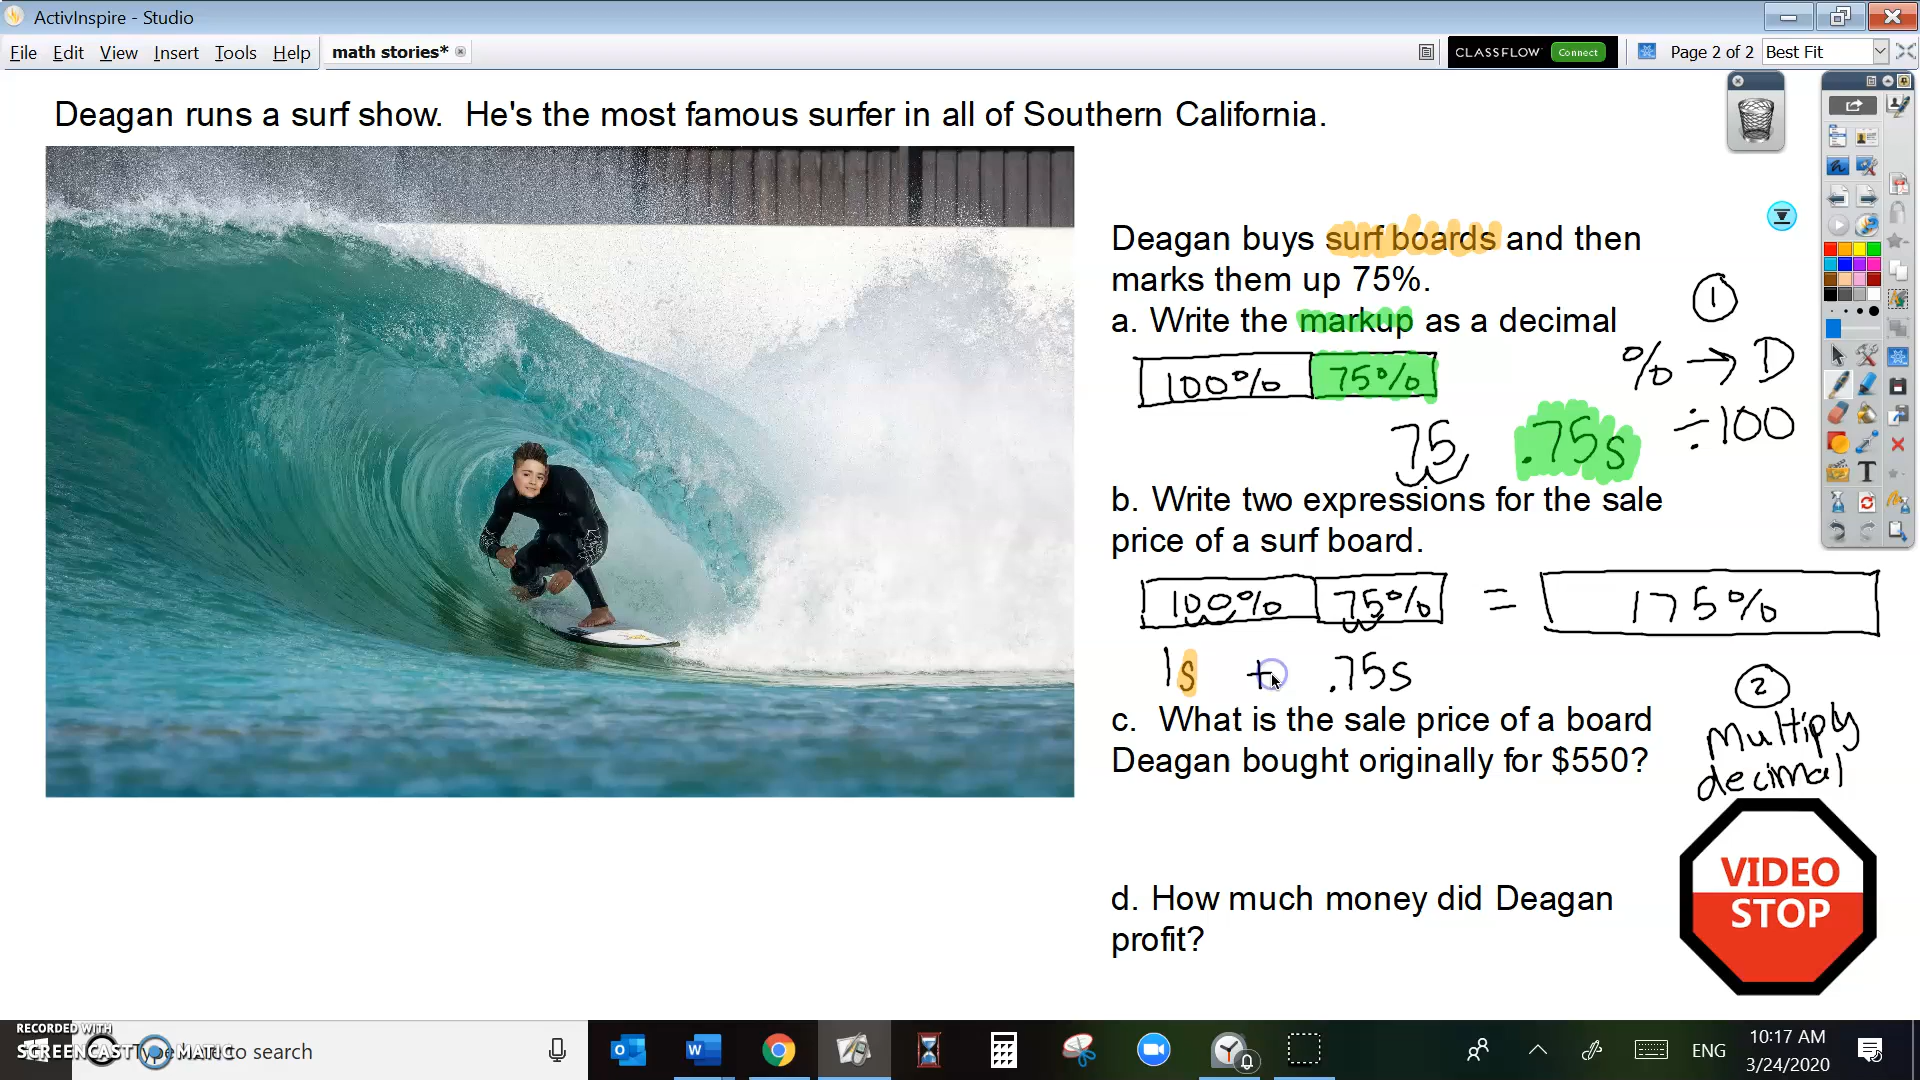 ActivInspire - Studio
File Edit View Insert Tools Help
math stories*
CLASSFLOW Connect
Page 2 of 2
Best Fit
Deagan runs a surf show. He's the most famous surfer in all of Southern California.
Deagan buys surf boards and then
marks them up 75%.
a. Write the markup as a decimal
100% 75%
75 .75s
1
% → D
÷100
b. Write two expressions for the sale
price of a surf board.
100% 75% = 175%
1s + .75s
c. What is the sale price of a board
Deagan bought originally for $550?
2
Multiply
decimal
d. How much money did Deagan
profit?
VIDEO
STOP
RECORDED WITH
SCREENCAST MATIC
to search
ENG
10:17 AM
3/24/2020